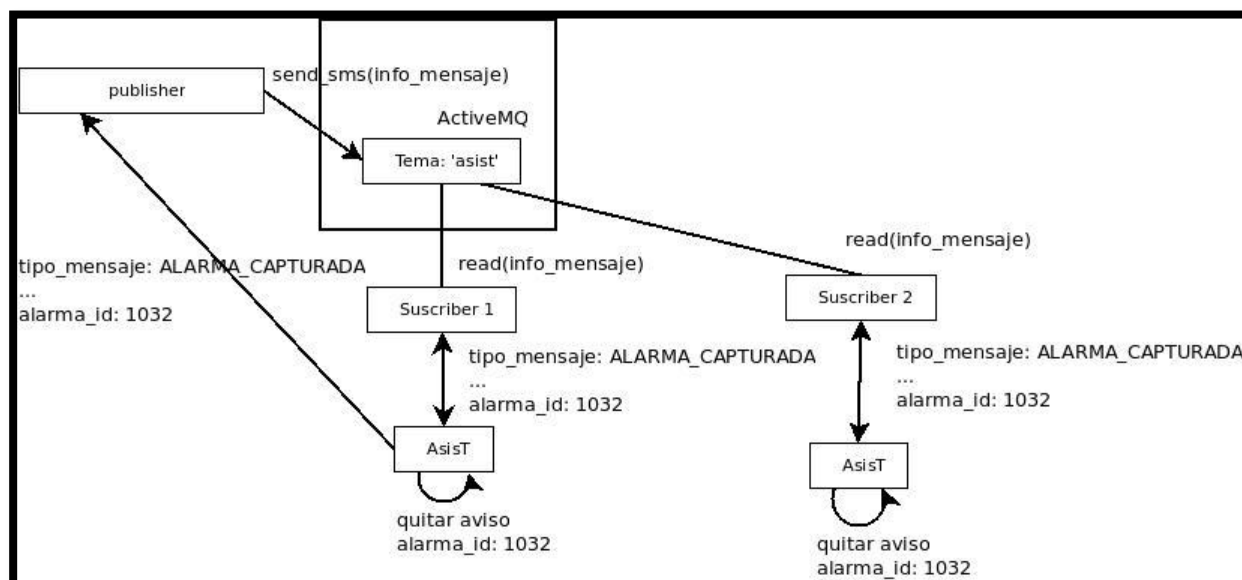 publisher
send_sms(info_mensaje)
ActiveMQ
Tema: 'asist'
read(info_mensaje)
tipo_mensaje: ALARMA_CAPTURADA
...
alarma_id: 1032
read(info_mensaje)
Suscriber 1
Suscriber 2
tipo_mensaje: ALARMA_CAPTURADA
...
alarma_id: 1032
tipo_mensaje: ALARMA_CAPTURADA
...
alarma_id: 1032
AsisT
AsisT
quitar aviso
alarma_id: 1032
quitar aviso
alarma_id: 1032